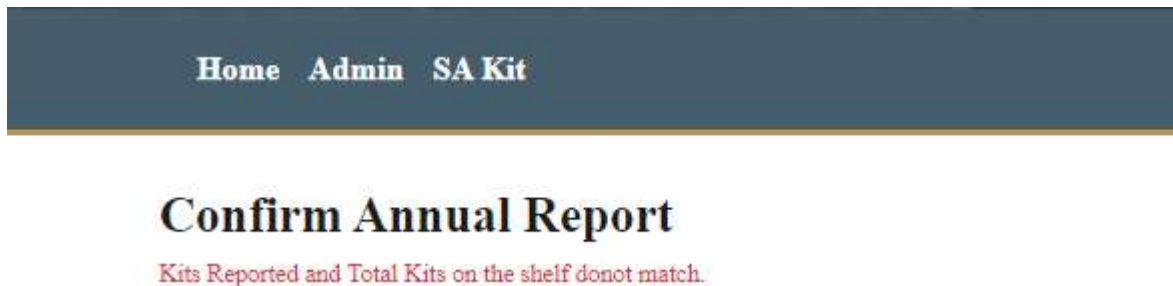 Home Admin SA Kit
Confirm Annual Report
Kits Reported and Total Kits on the shelf donot match.